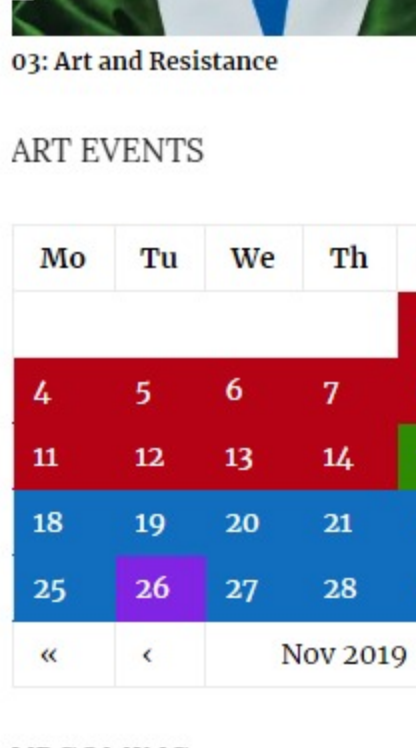 03: Art and Resistance
ART EVENTS
Mo Tu We Th
4 5 6 7
11 12 13 14
18 19 20 21
25 26 27 28
« ‹ Nov 2019